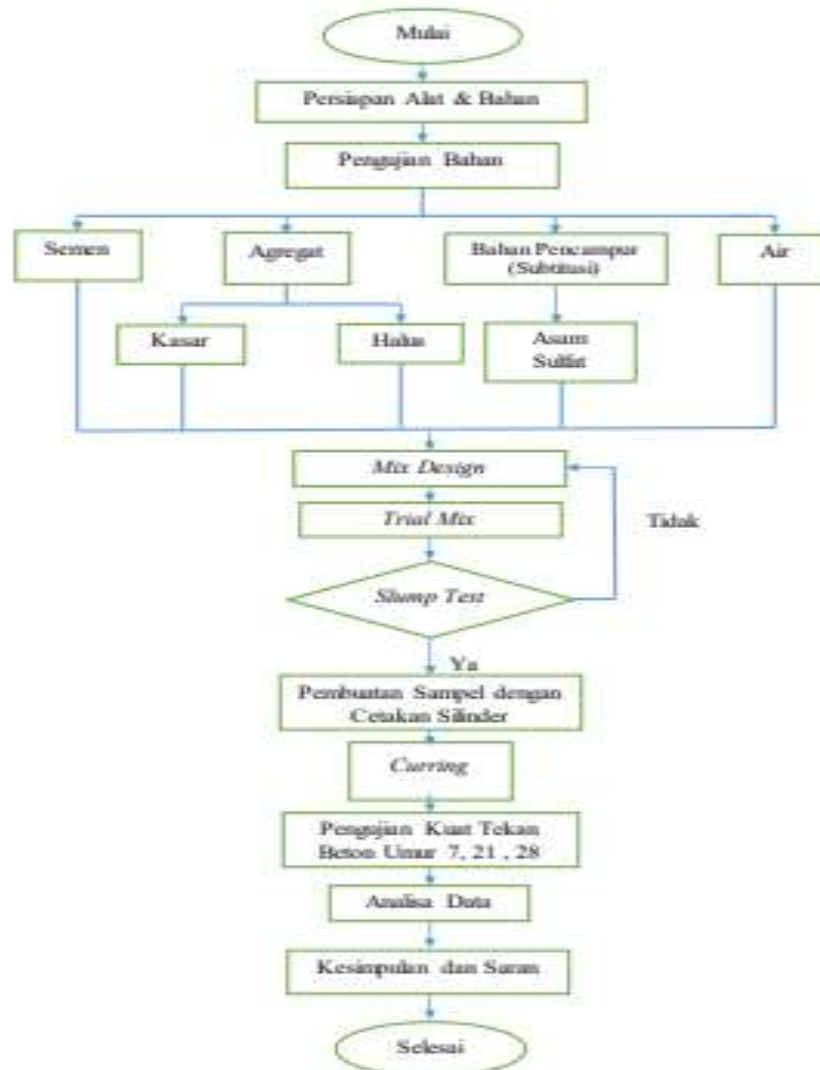 Mulai
Persiapan Alat & Bahan
Pengujian Bahan
Semen
Agregat
Bahan Pencampur
(Subtitusi)
Air
Kasar
Halus
Asam
Sulfat
Mix Design
Trial Mix
Tidak
Slump Test
Ya
Pembuatan Sampel dengan
Cetakan Silinder
Curring
Pengujian Kuat Tekan
Beton Umur 7, 21 , 28
Analisa Data
Kesimpulan dan Saran
Selesai